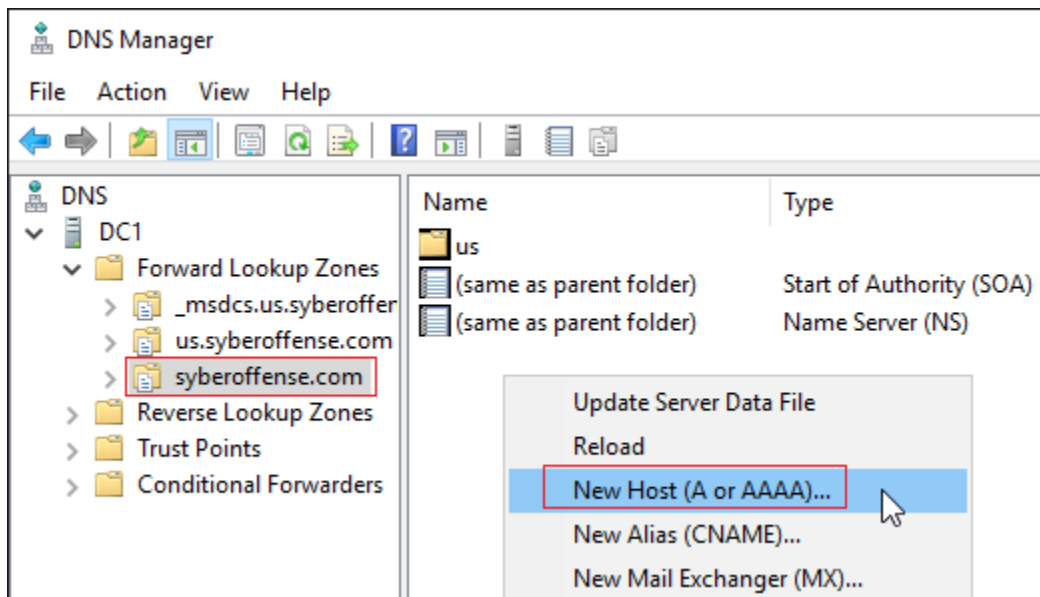 DNS Manager
File Action View Help
DNS
DC1
Forward Lookup Zones
_msdcs.us.syberoffer
us.syberoffense.com
syberoffense.com
Reverse Lookup Zones
Trust Points
Conditional Forwarders
Name Type
us
(same as parent folder) Start of Authority (SOA)
(same as parent folder) Name Server (NS)
Update Server Data File
Reload
New Host (A or AAAA)...
New Alias (CNAME)...
New Mail Exchanger (MX)...